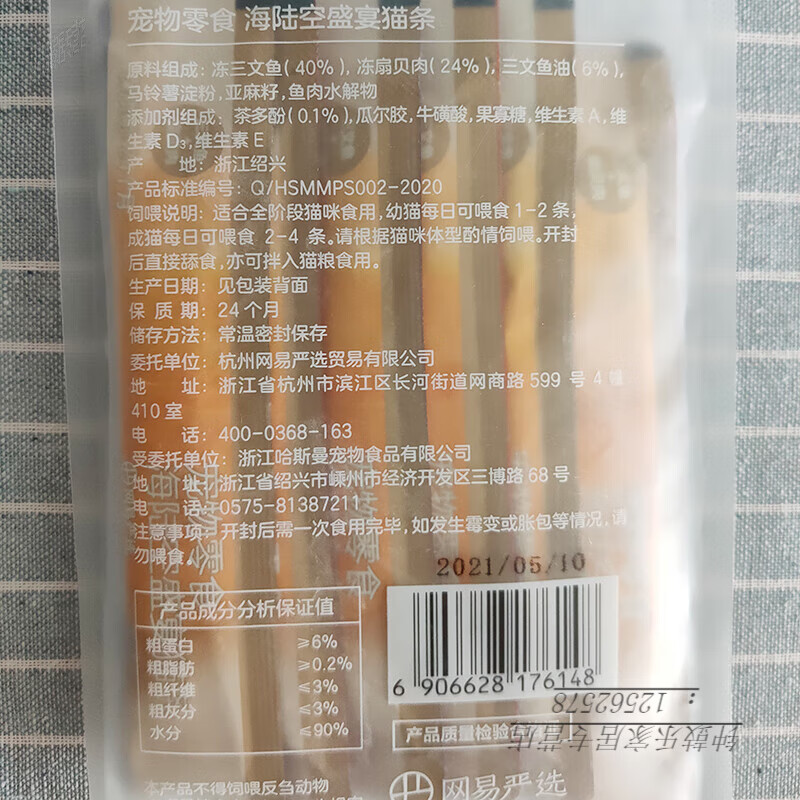 宠物零食 海陆空盛宴猫条
原料组成：冻三文鱼(40%)，冻扇贝肉(24%)，三文鱼油(6%)，
马铃薯淀粉，亚麻籽，鱼肉水解物
添加剂组成：茶多酚(0.1%)，瓜尔胶，牛磺酸，果寡糖，维生素A，维
生素D₃，维生素E
产　　地：浙江绍兴
产品标准编号：Q/HSMMPS002-2020
饲喂说明：适合全阶段猫咪食用，幼猫每日可喂食1-2条，
成猫每日可喂食 2-4 条。请根据猫咪体型酌情饲喂。开封
后直接舔食，亦可拌入猫粮食用。
生产日期：见包装背面
保 质 期：24个月
储存方法：常温密封保存
委托单位：杭州网易严选贸易有限公司
地　　址：浙江省杭州市滨江区长河街道网商路 599 号 4 幢
410室
电　　话：400-0368-163
受委托单位：浙江哈斯曼宠物食品有限公司
地　　址：浙江省绍兴市嵊州市经济开发区三博路68号
电　　话：0575-81387211
注意事项：开封后需一次食用完毕，如发生霉变或胀包等情况，请
勿喂食。
2021/05/10
产品成分分析保证值
粗蛋白 ≥6%
粗脂肪 ≥0.2%
粗纤维 ≤3%
粗灰分 ≤3%
水分 ≤90%
6 906628 176148
产品质量检验
本产品不得饲喂反刍动物
网易严选
钟鼓乐家居专营店
：12562578